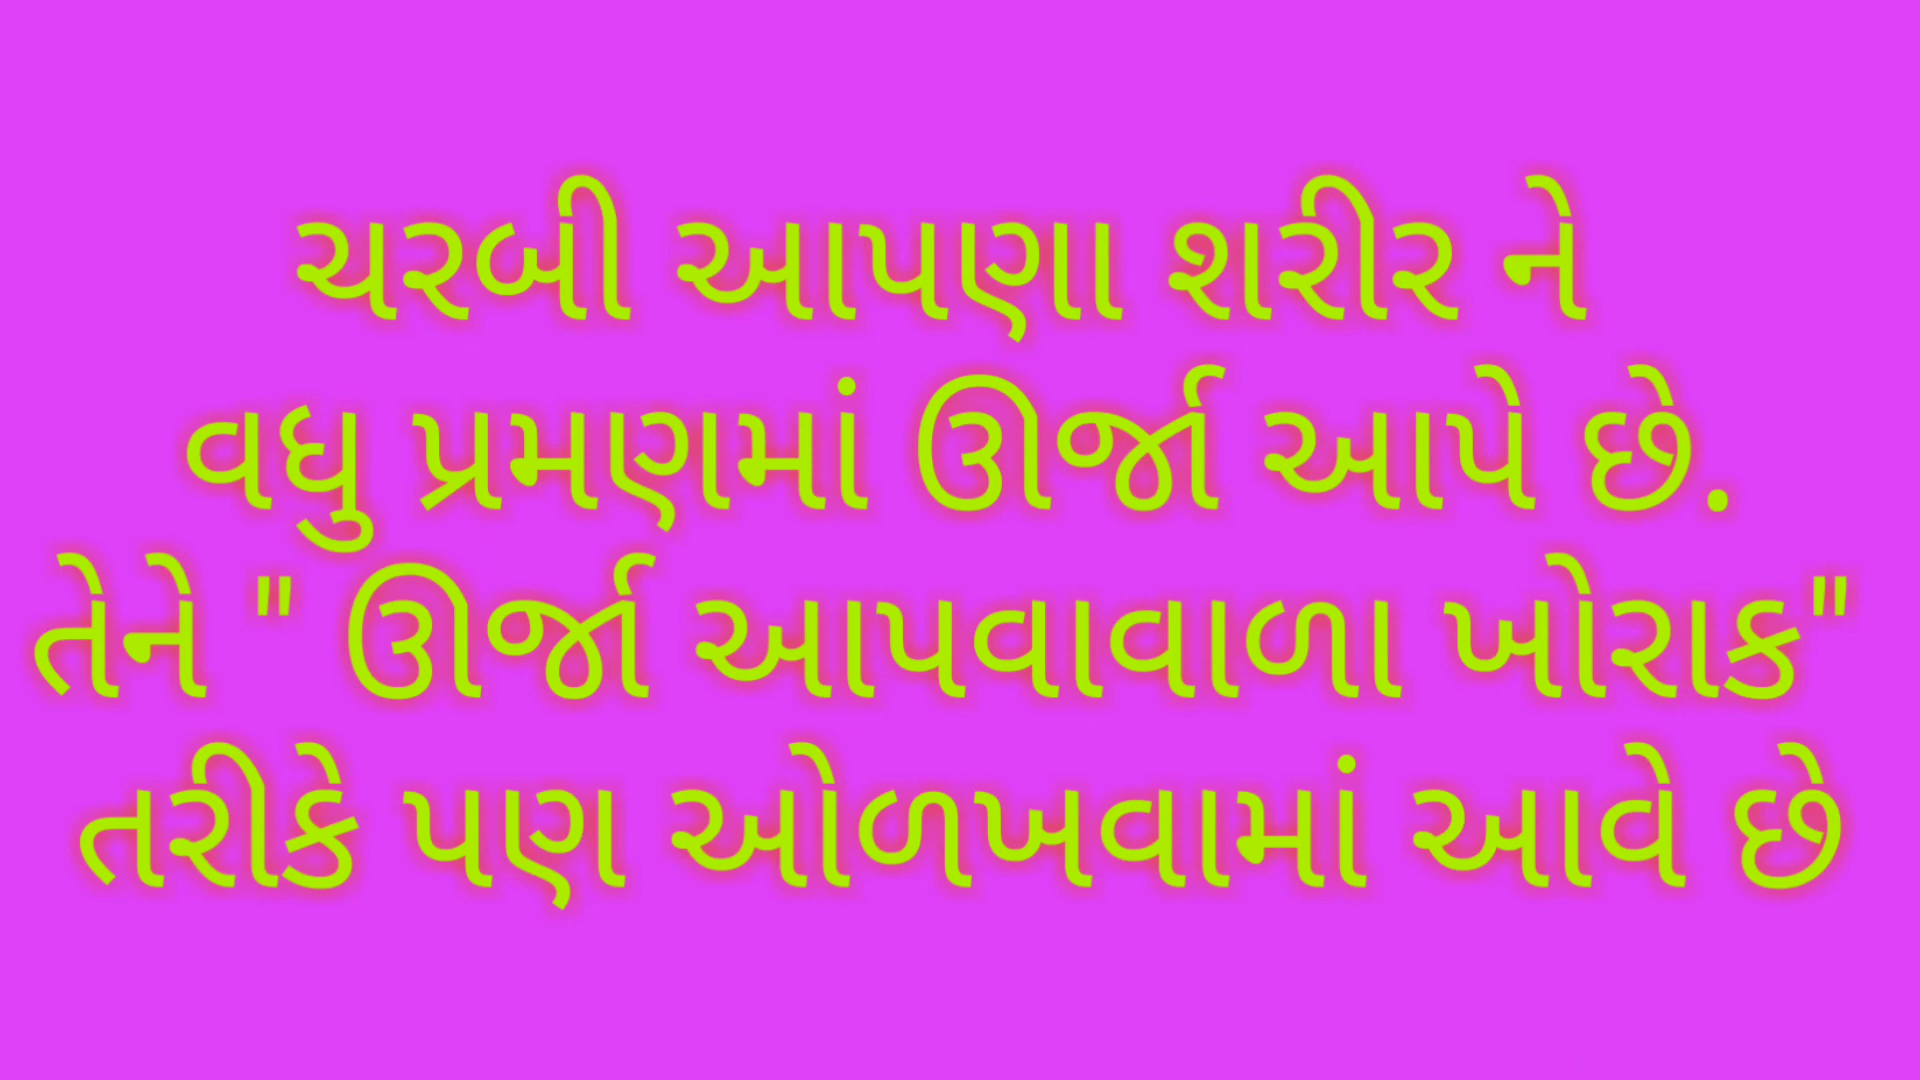 ચરબી આપણા શરીર ને
વધુ પ્રમણમાં ઊર્જા આપે છે.
તેને " ઊર્જા આપવાવાળા ખોરાક"
તરીકે પણ ઓળખવામાં આવે છે